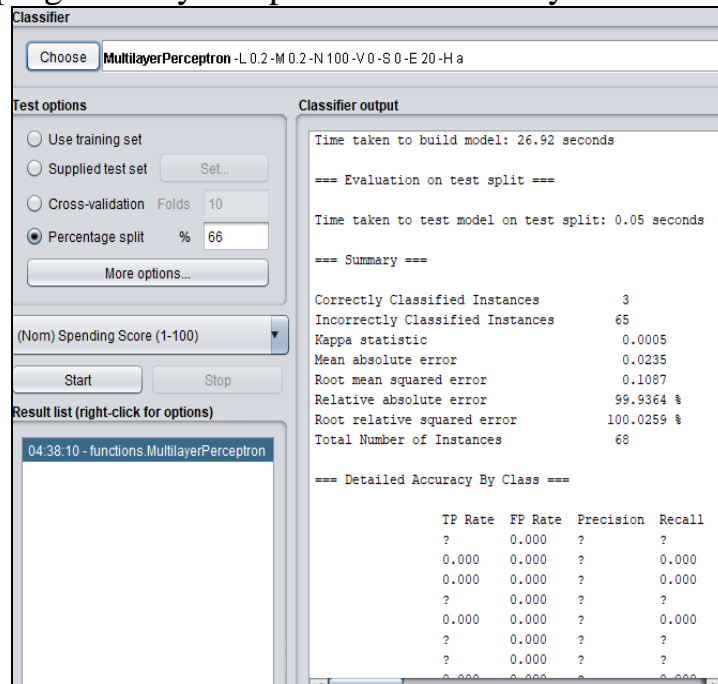 Classifier
Choose MultilayerPerceptron -L 0.2 -M 0.2 -N 100 -V 0 -S 0 -E 20 -H a
Test options
Use training set
Supplied test set Set...
Cross-validation Folds 10
Percentage split % 66
More options...
(Nom) Spending Score (1-100)
Start Stop
Result list (right-click for options)
04:38:10 - functions.MultilayerPerceptron
Classifier output
Time taken to build model: 26.92 seconds
=== Evaluation on test split ===
Time taken to test model on test split: 0.05 seconds
=== Summary ===
Correctly Classified Instances 3
Incorrectly Classified Instances 65
Kappa statistic 0.0005
Mean absolute error 0.0235
Root mean squared error 0.1087
Relative absolute error 99.9364 %
Root relative squared error 100.0259 %
Total Number of Instances 68
=== Detailed Accuracy By Class ===
TP Rate FP Rate Precision Recall
? 0.000 ? ?
0.000 0.000 ? 0.000
0.000 0.000 ? 0.000
? 0.000 ? ?
0.000 0.000 ? 0.000
? 0.000 ? ?
? 0.000 ? ?
0.000 0.000 ? 0.000